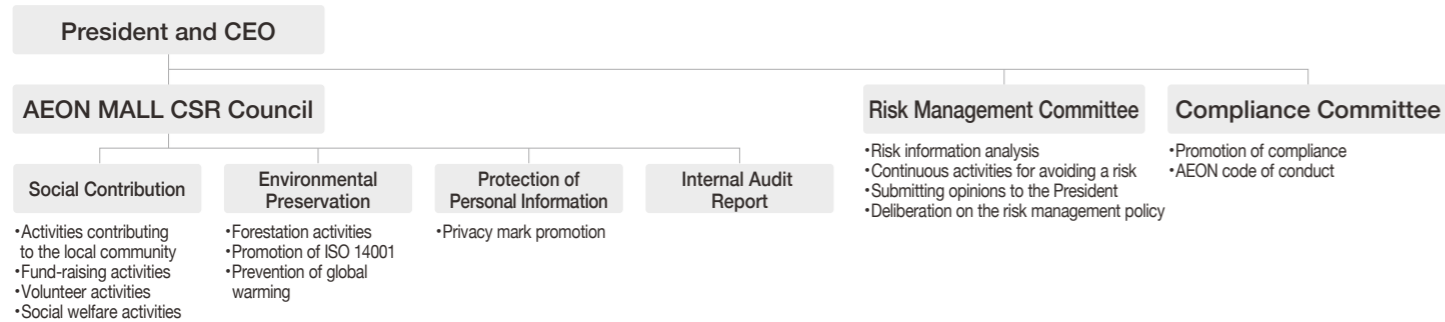 President and CEO
AEON MALL CSR Council
Risk Management Committee
Compliance Committee
Social Contribution
Environmental
Preservation
Protection of
Personal Information
Internal Audit
Report
•Activities contributing
to the local community
•Fund-raising activities
•Volunteer activities
•Social welfare activities
•Forestation activities
•Promotion of ISO 14001
•Prevention of global
warming
•Privacy mark promotion
•Risk information analysis
•Continuous activities for avoiding a risk
•Submitting opinions to the President
•Deliberation on the risk management policy
•Promotion of compliance
•AEON code of conduct